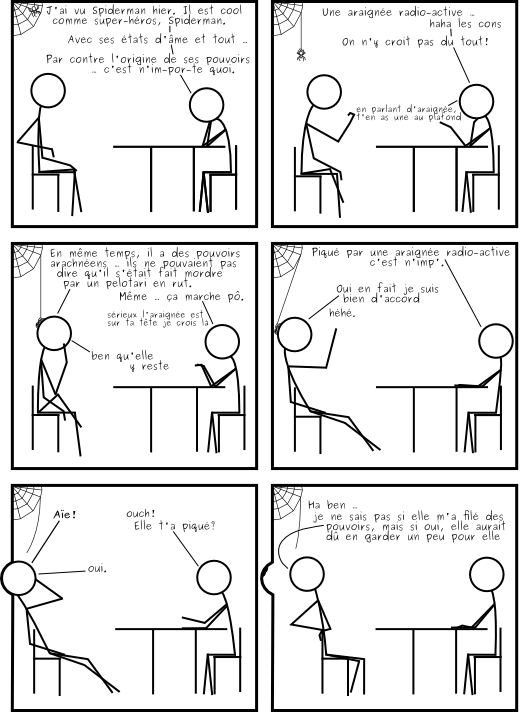 J'ai vu Spiderman hier. Il est cool
comme super-héros, Spiderman.
Avec ses états d'âme et tout ..
Par contre l'origine de ses pouvoirs
.. c'est n'im-por-te quoi.
Une araignée radio-active ..
haha les cons
On n'y croit pas du tout!
en parlant d'araignée,
t'en as une au plafond
En même temps, il a des pouvoirs
arachnéens .. ils ne pouvaient pas
dire qu'il s'était fait mordre
par un pelotari en rut.
Même .. ça marche pô.
sérieux l'araignée est
sur ta tête je crois là
ben qu'elle
y reste
Piqué par une araignée radio-active
c'est n'imp'.
Oui en fait je suis
bien d'accord
héhé.
Aïe!
ouch!
Elle t'a piqué?
oui.
Ha ben ..
je ne sais pas si elle m'a filé des
pouvoirs, mais si oui, elle aurait
dû en garder un peu pour elle